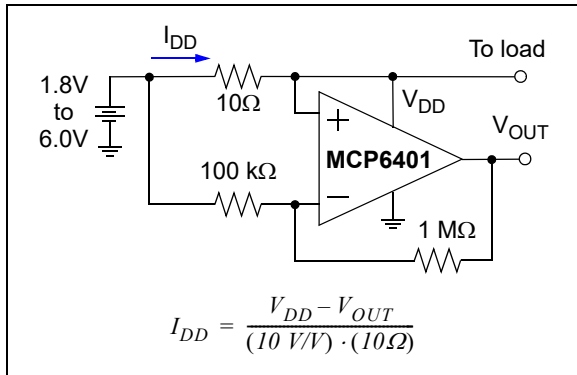 I_DD
To load
1.8V
to
6.0V
10Ω
V_DD
V_OUT
+
MCP6401
100 kΩ
−
1 MΩ
I_DD = (V_DD – V_OUT) / ((10 V/V) · (10Ω))